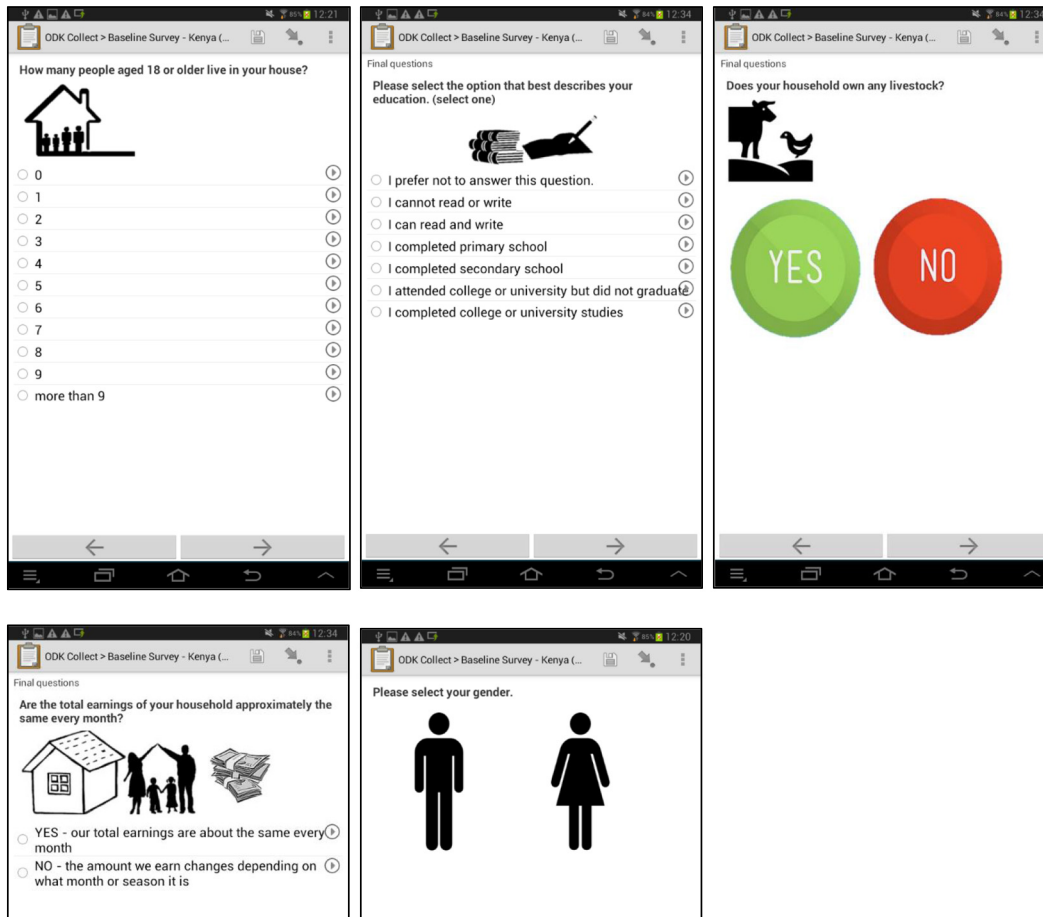 85% 12:21
ODK Collect > Baseline Survey - Kenya (...
How many people aged 18 or older live in your house?
0
1
2
3
4
5
6
7
8
9
more than 9
84% 12:34
ODK Collect > Baseline Survey - Kenya (...
Final questions
Please select the option that best describes your
education. (select one)
I prefer not to answer this question.
I cannot read or write
I can read and write
I completed primary school
I completed secondary school
I attended college or university but did not graduate
I completed college or university studies
84% 12:34
ODK Collect > Baseline Survey - Kenya (...
Final questions
Does your household own any livestock?
YES NO
84% 12:34
ODK Collect > Baseline Survey - Kenya (...
Final questions
Are the total earnings of your household approximately the
same every month?
YES - our total earnings are about the same every
month
NO - the amount we earn changes depending on
what month or season it is
85% 12:20
ODK Collect > Baseline Survey - Kenya (...
Please select your gender.